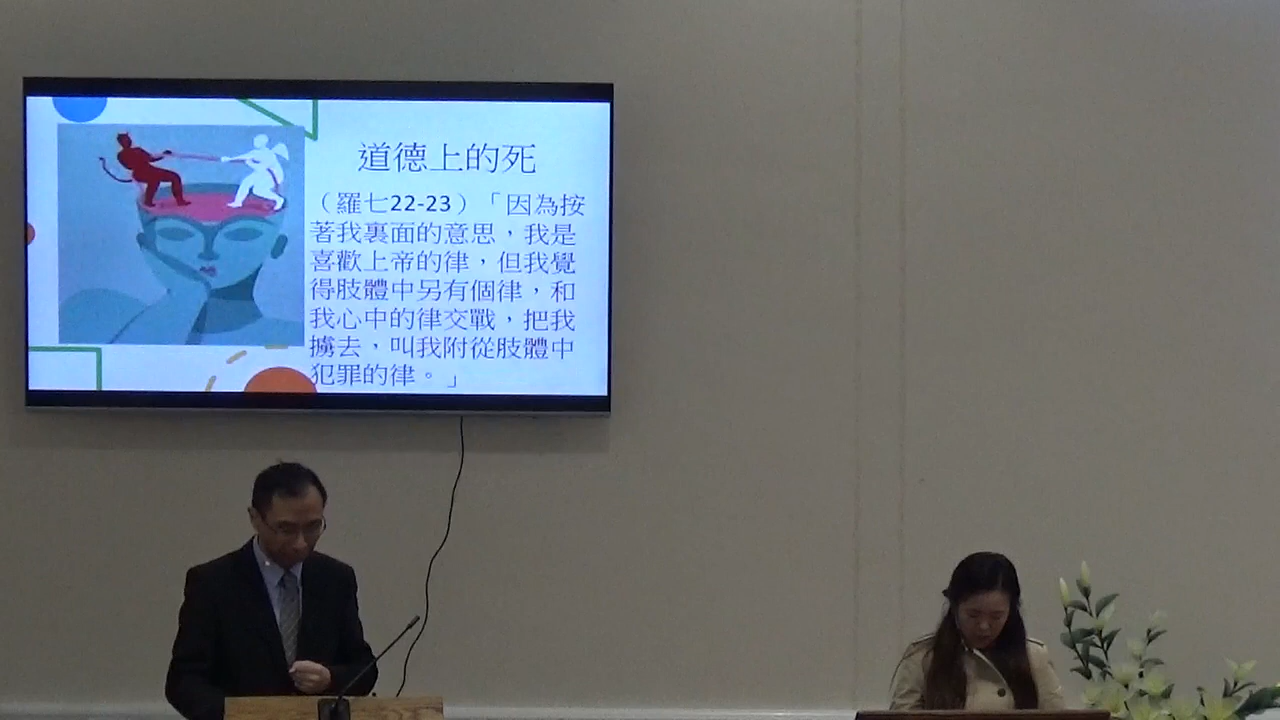 道德上的死
（羅七22-23）「因為按
著我裏面的意思，我是
喜歡上帝的律，但我覺
得肢體中另有個律，和
我心中的律交戰，把我
擄去，叫我附從肢體中
犯罪的律。」